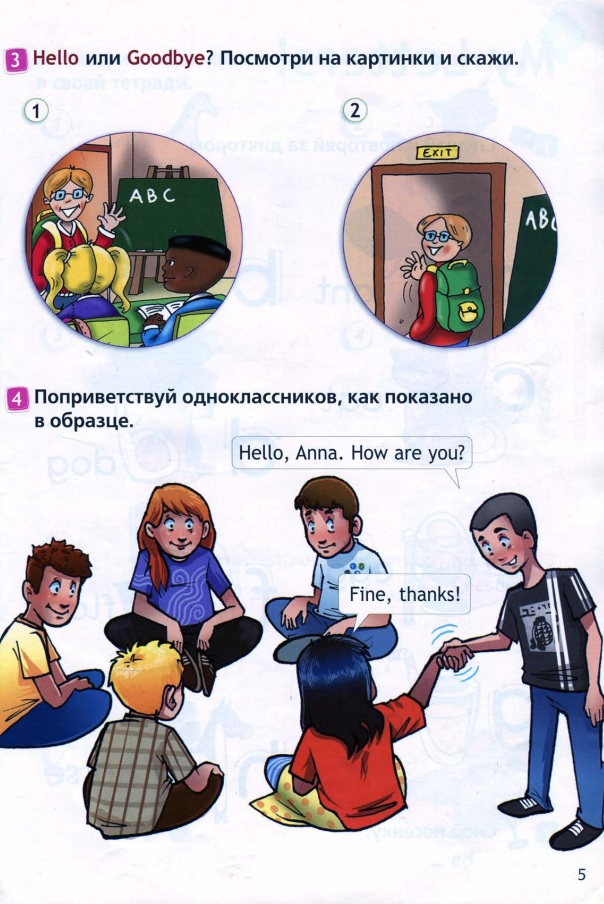 3 Hello или Goodbye? Посмотри на картинки и скажи.
1
2
ABC
EXIT
ABC
4 Поприветствуй одноклассников, как показано
в образце.
Hello, Anna. How are you?
Fine, thanks!
5